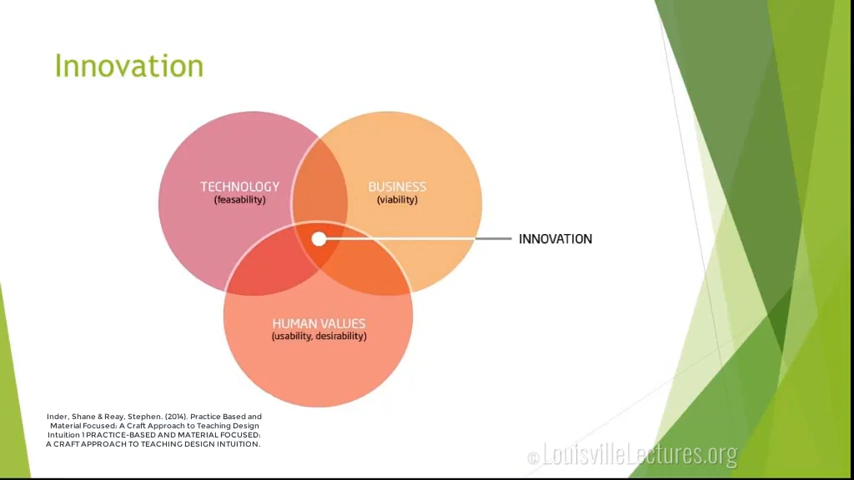 Innovation
TECHNOLOGY
(feasability)
BUSINESS
(viability)
INNOVATION
HUMAN VALUES
(usability, desirability)
Inder, Shane & Reay, Stephen. (2014). Practice Based and
Material Focused: A Craft Approach to Teaching Design
Intuition 1 PRACTICE-BASED AND MATERIAL FOCUSED:
A CRAFT APPROACH TO TEACHING DESIGN INTUITION.
©LouisvilleLectures.org